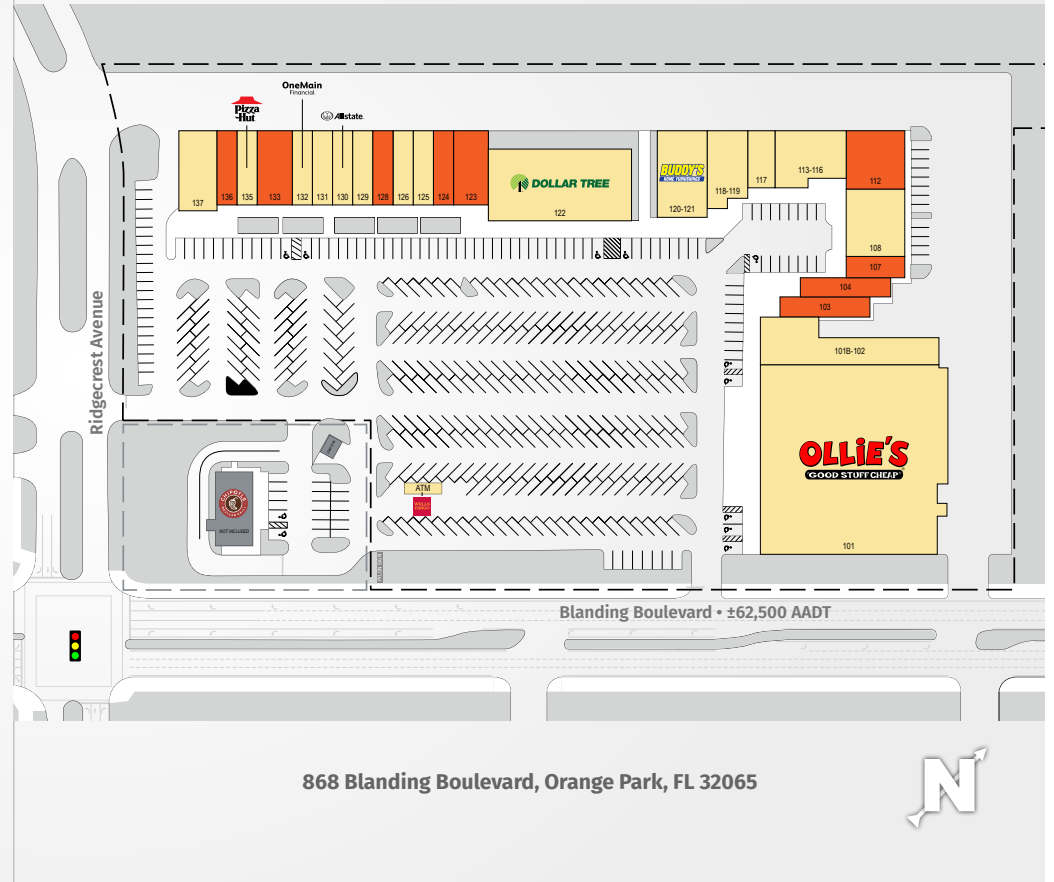 OneMain
Financial
Pizza
Hut
Allstate
137
136
135
133
132
131
130
129
128
126
125
124
123
DOLLAR TREE
122
BUDDY'S
HOME FURNISHINGS
120-121
118-119
117
113-116
112
108
107
104
103
101B-102
OLLiE'S
GOOD STUFF CHEAP
101
Ridgecrest Avenue
CHIPOTLE
NOT INCLUDED
ATM
WELLS
FARGO
Blanding Boulevard • ±62,500 AADT
868 Blanding Boulevard, Orange Park, FL 32065
N